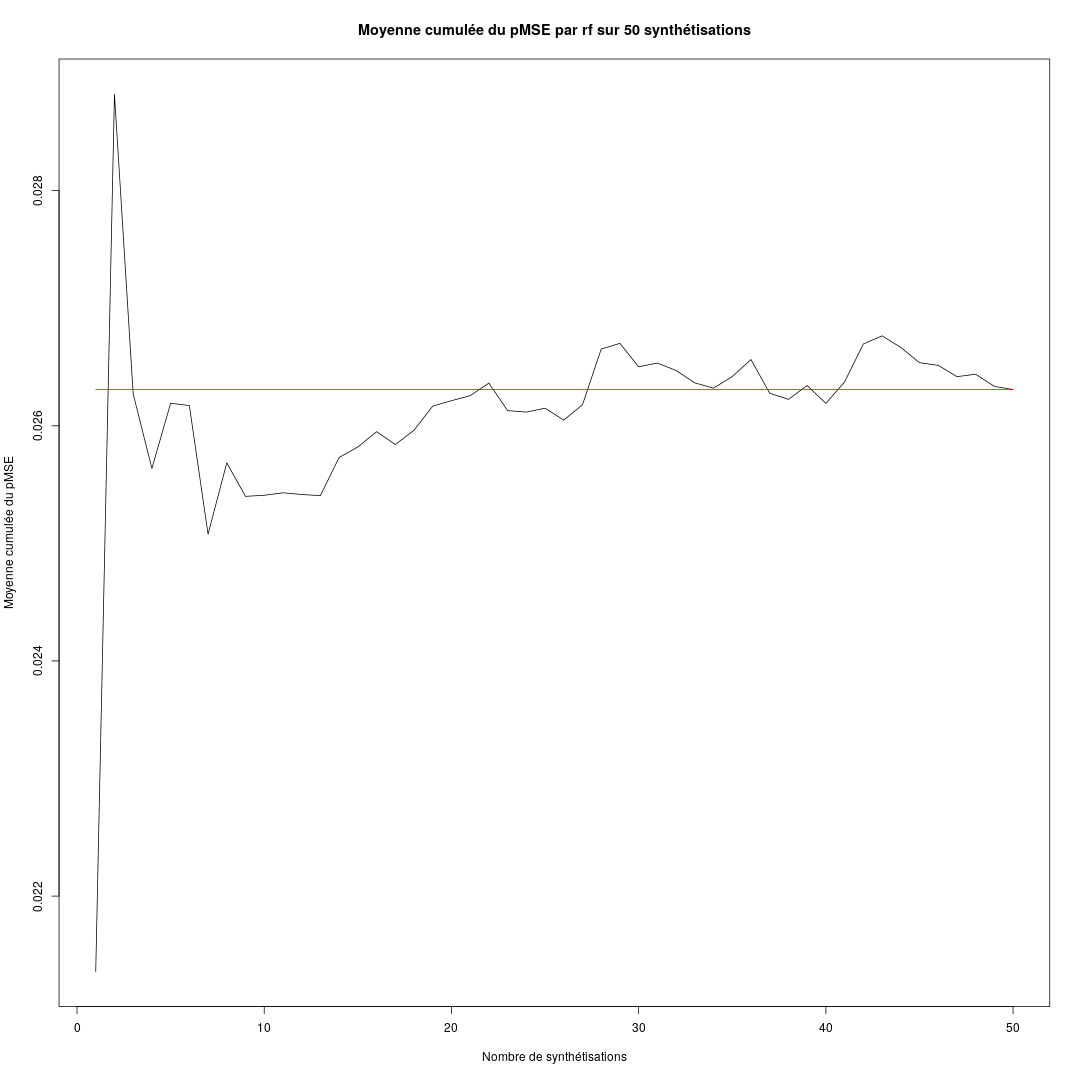 Moyenne cumulée du pMSE par rf sur 50 synthétisations
Moyenne cumulée du pMSE
0.028
0.026
0.024
0.022
0 10 20 30 40 50
Nombre de synthétisations